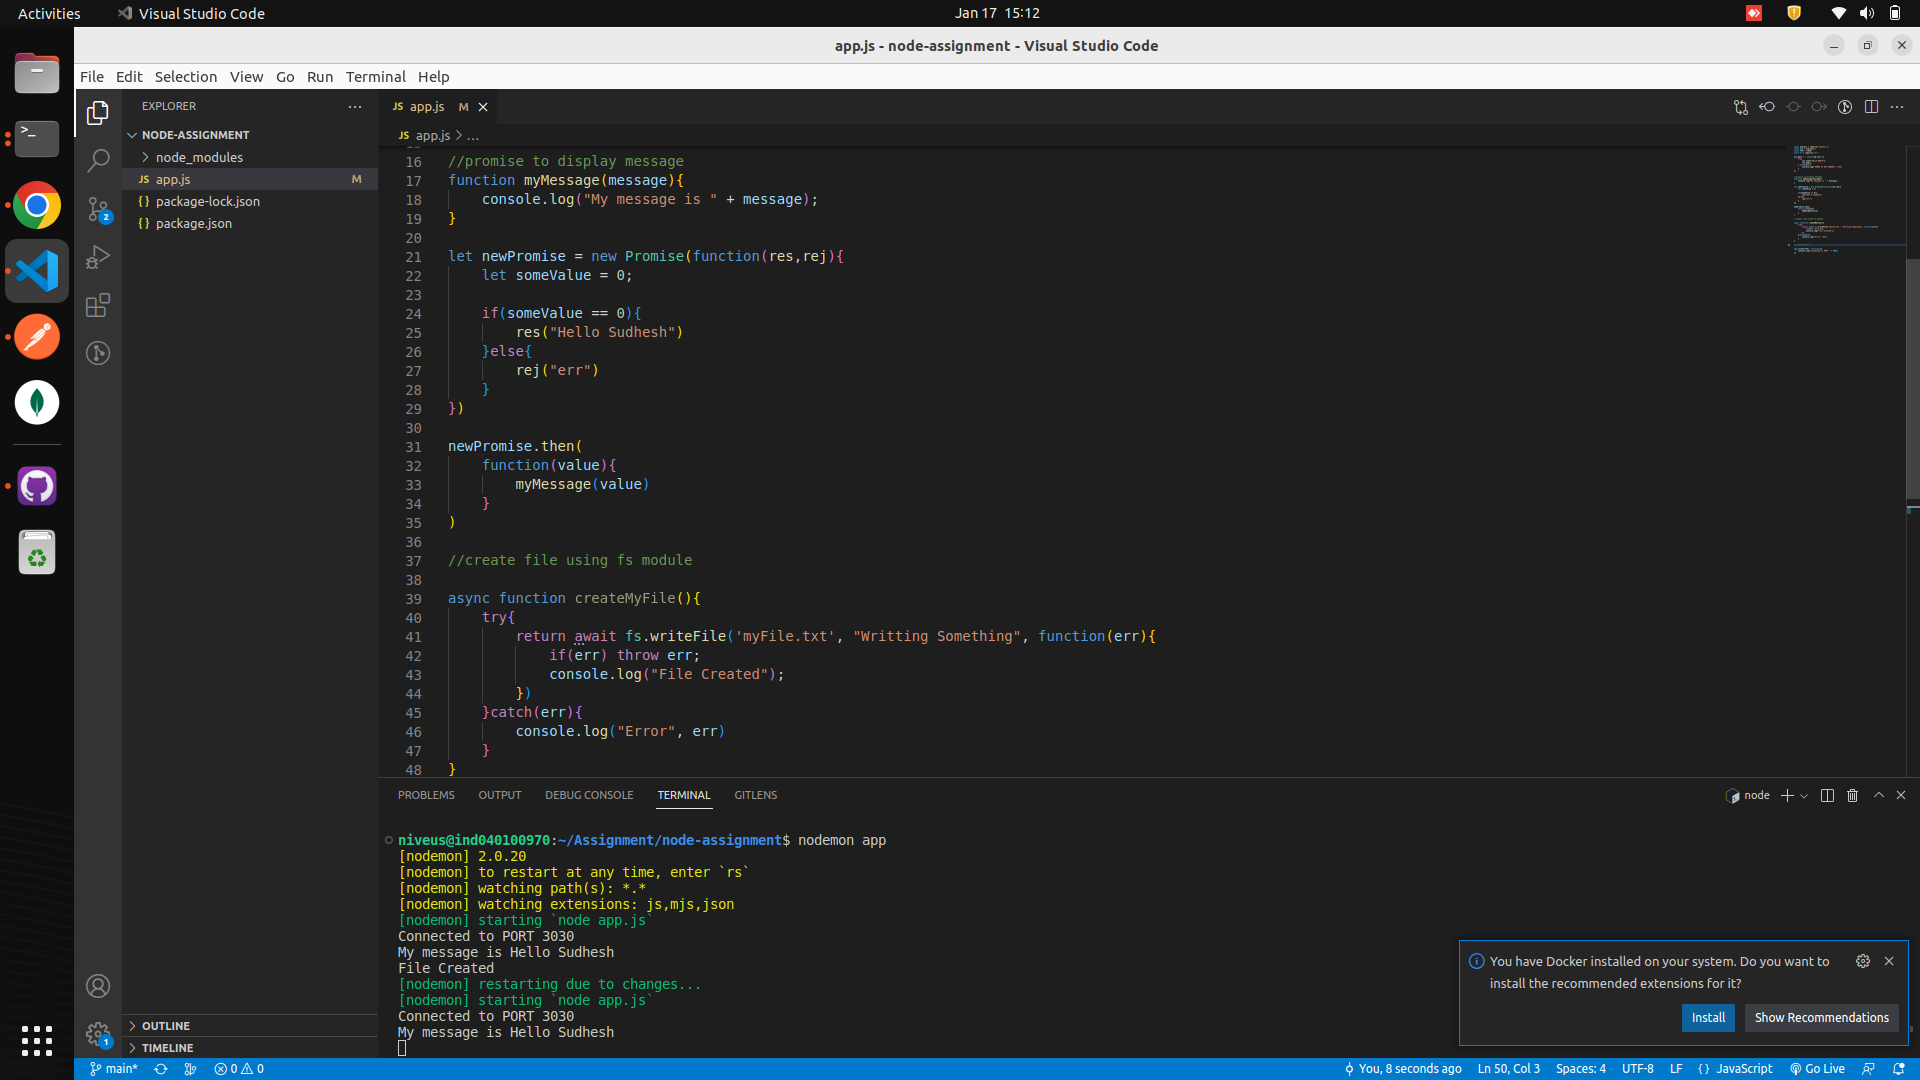 Activities
Visual Studio Code
Jan 17 15:12
app.js - node-assignment - Visual Studio Code
File Edit Selection View Go Run Terminal Help
EXPLORER
NODE-ASSIGNMENT
node_modules
JS app.js M
{} package-lock.json
{} package.json
OUTLINE
TIMELINE
2
1
JS app.js M
JS app.js > ...
16 //promise to display message
17 function myMessage(message){
18 console.log("My message is " + message);
19 }
20
21 let newPromise = new Promise(function(res,rej){
22 let someValue = 0;
23
24 if(someValue == 0){
25 res("Hello Sudhesh")
26 }else{
27 rej("err")
28 }
29 })
30
31 newPromise.then(
32 function(value){
33 myMessage(value)
34 }
35 )
36
37 //create file using fs module
38
39 async function createMyFile(){
40 try{
41 return await fs.writeFile('myFile.txt', "Writting Something", function(err){
42 if(err) throw err;
43 console.log("File Created");
44 })
45 }catch(err){
46 console.log("Error", err)
47 }
48 }
PROBLEMS OUTPUT DEBUG CONSOLE TERMINAL GITLENS
node
niveus@ind040100970:~/Assignment/node-assignment$ nodemon app
[nodemon] 2.0.20
[nodemon] to restart at any time, enter `rs`
[nodemon] watching path(s): *.*
[nodemon] watching extensions: js,mjs,json
[nodemon] starting `node app.js`
Connected to PORT 3030
My message is Hello Sudhesh
File Created
[nodemon] restarting due to changes...
[nodemon] starting `node app.js`
Connected to PORT 3030
My message is Hello Sudhesh
You have Docker installed on your system. Do you want to
install the recommended extensions for it?
Install
Show Recommendations
main*
0 0
You, 8 seconds ago
Ln 50, Col 3
Spaces: 4
UTF-8
LF
{} JavaScript
Go Live